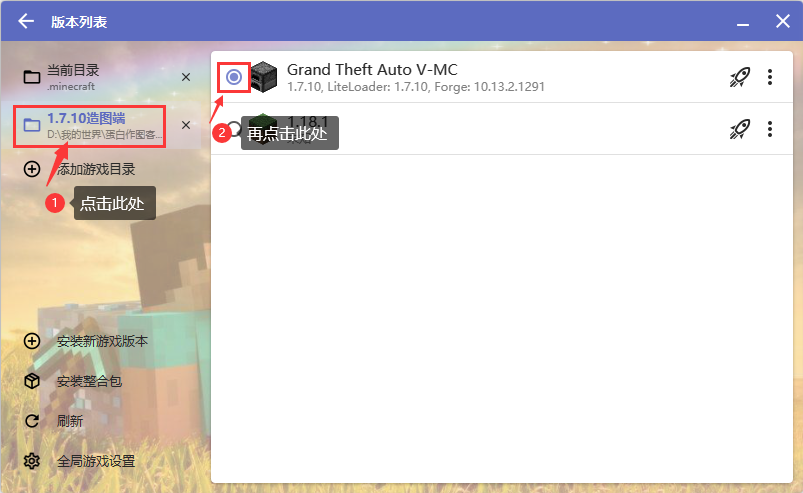 版本列表
当前目录
.minecraft
1.7.10造图端
D:\我的世界\蛋白作图客...
添加游戏目录
1
点击此处
安装新游戏版本
安装整合包
刷新
全局游戏设置
Grand Theft Auto V-MC
1.7.10, LiteLoader: 1.7.10, Forge: 10.13.2.1291
1.18.1
2
再点击此处